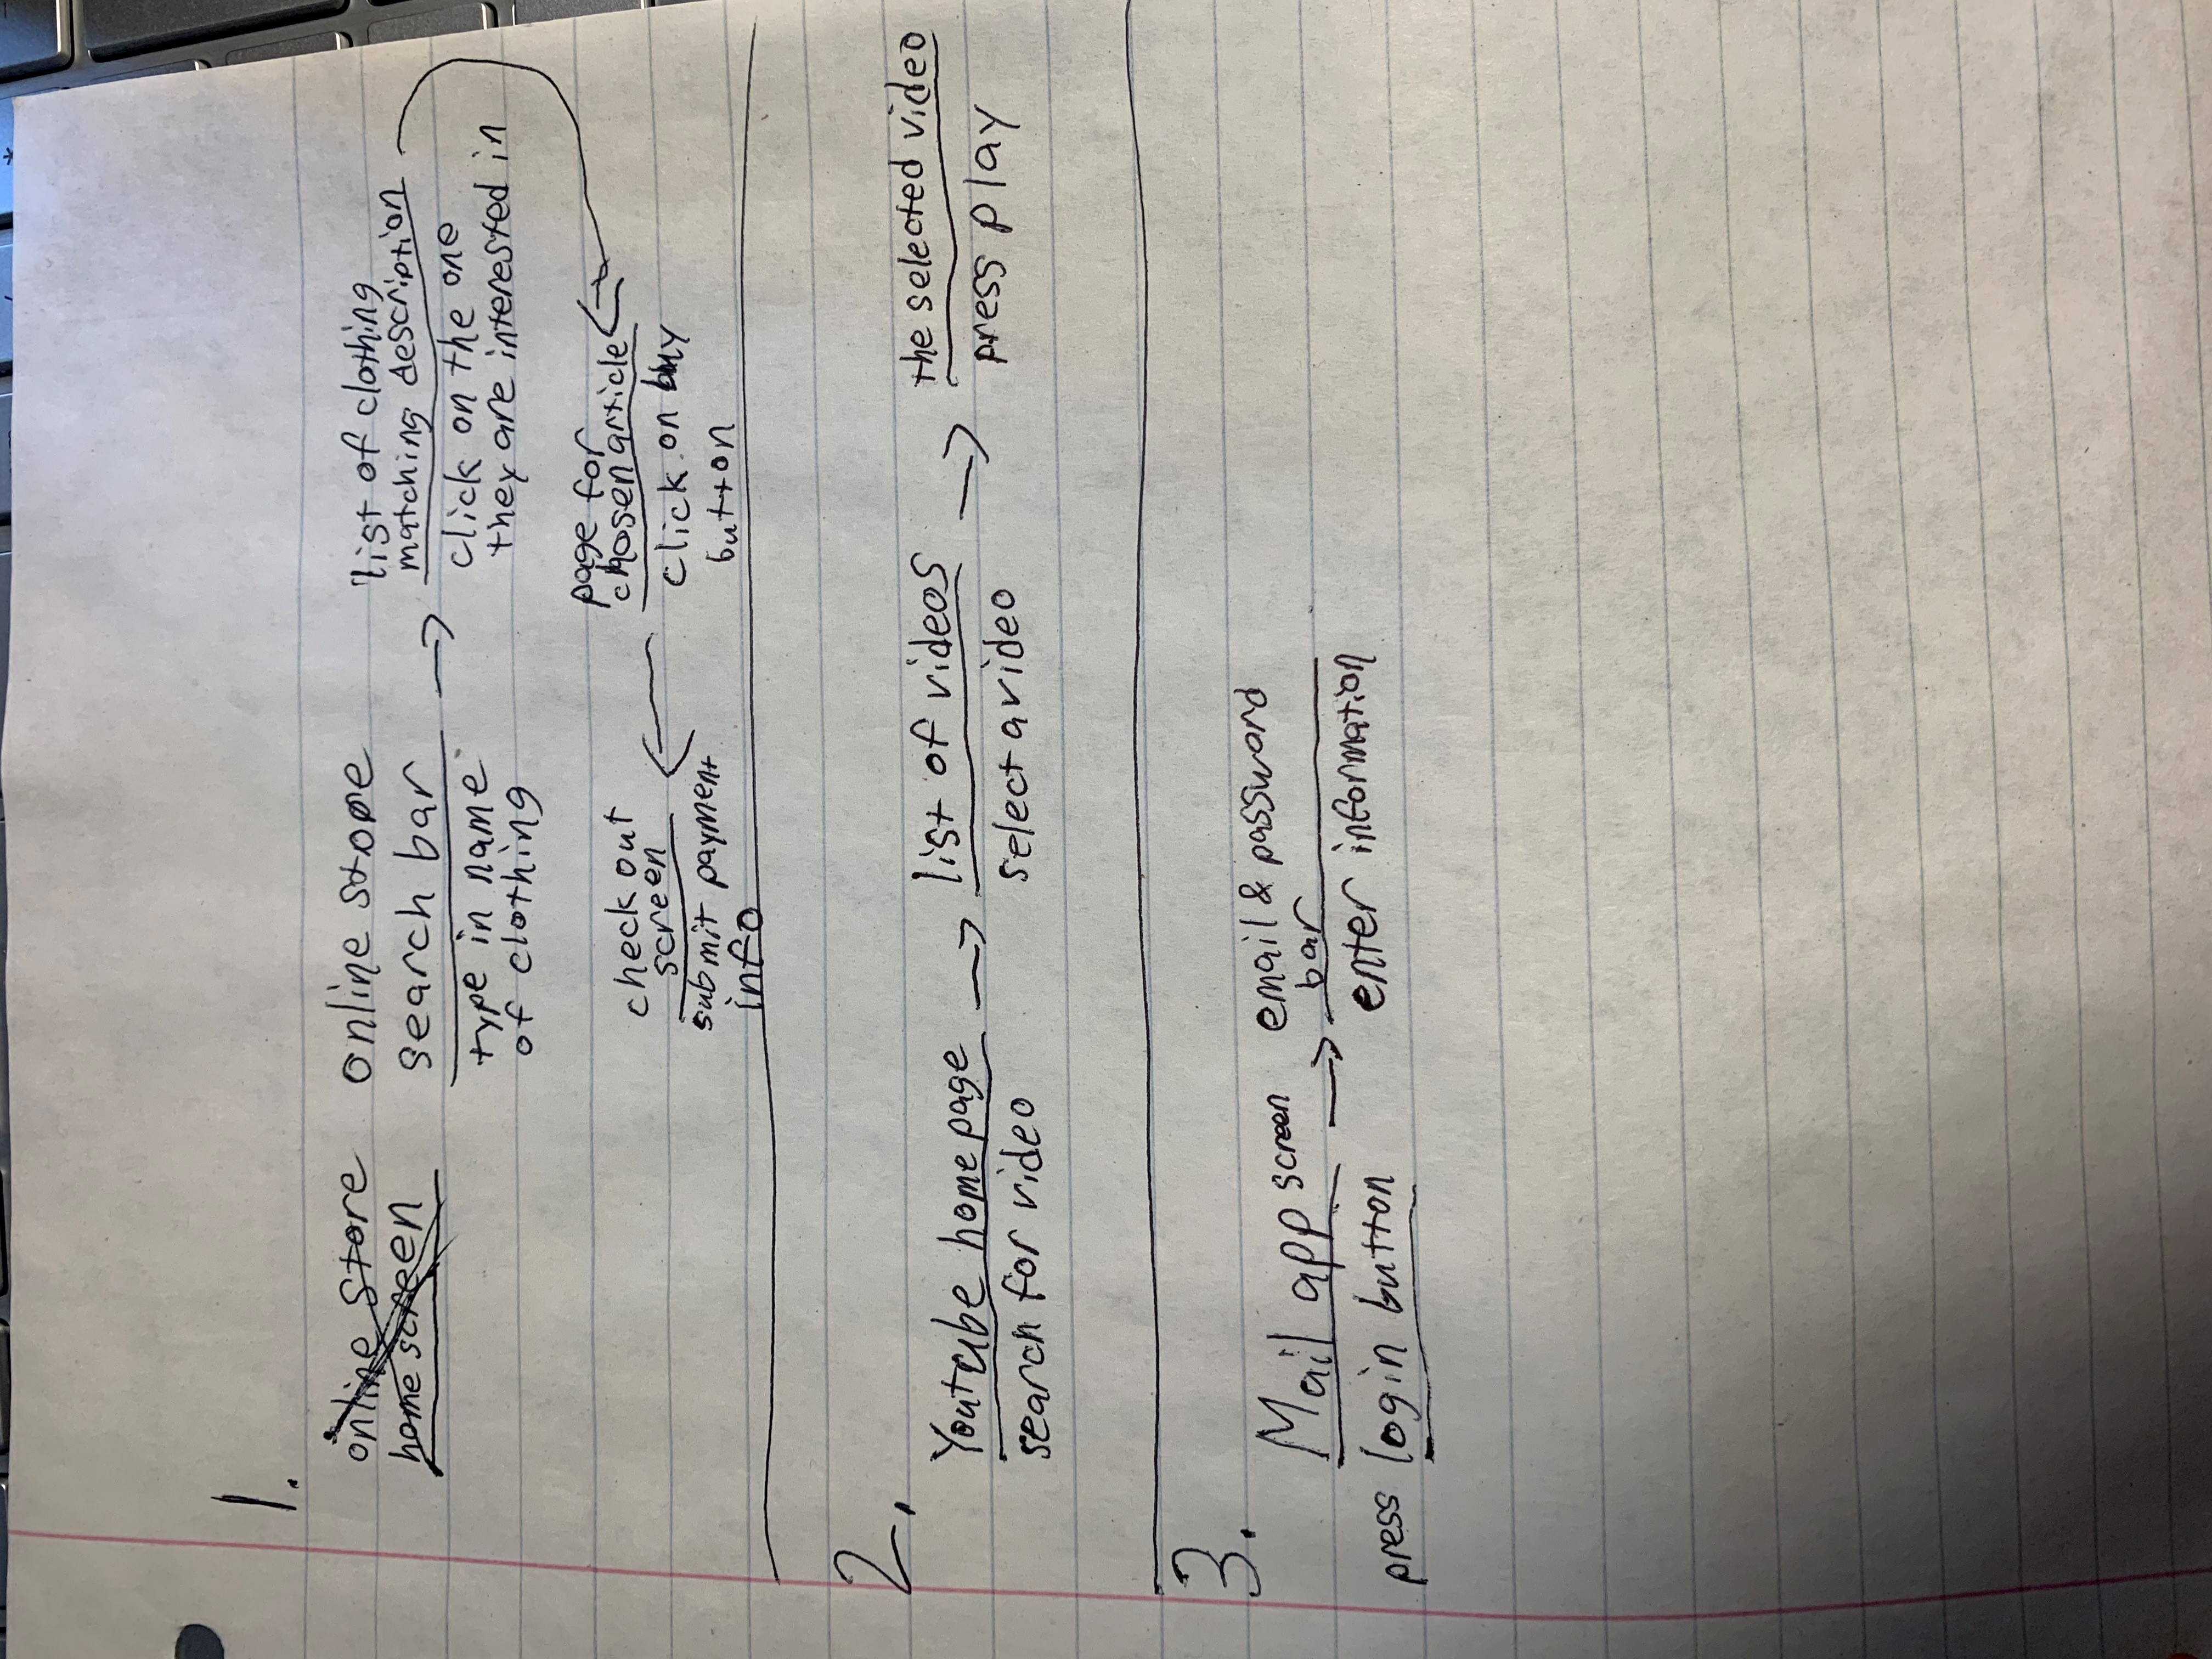 1.
online store
home screen
online store
search bar
type in name
of clothing
list of clothing
matching description
click on the one
they are interested in
page for
chosen article
click on buy
button
check out
screen
submit payment
info
2.
Youtube home page
search for video
list of videos
select a video
the selected video
press play
3.
Mail app screen
press login button
email & password
bar
enter information